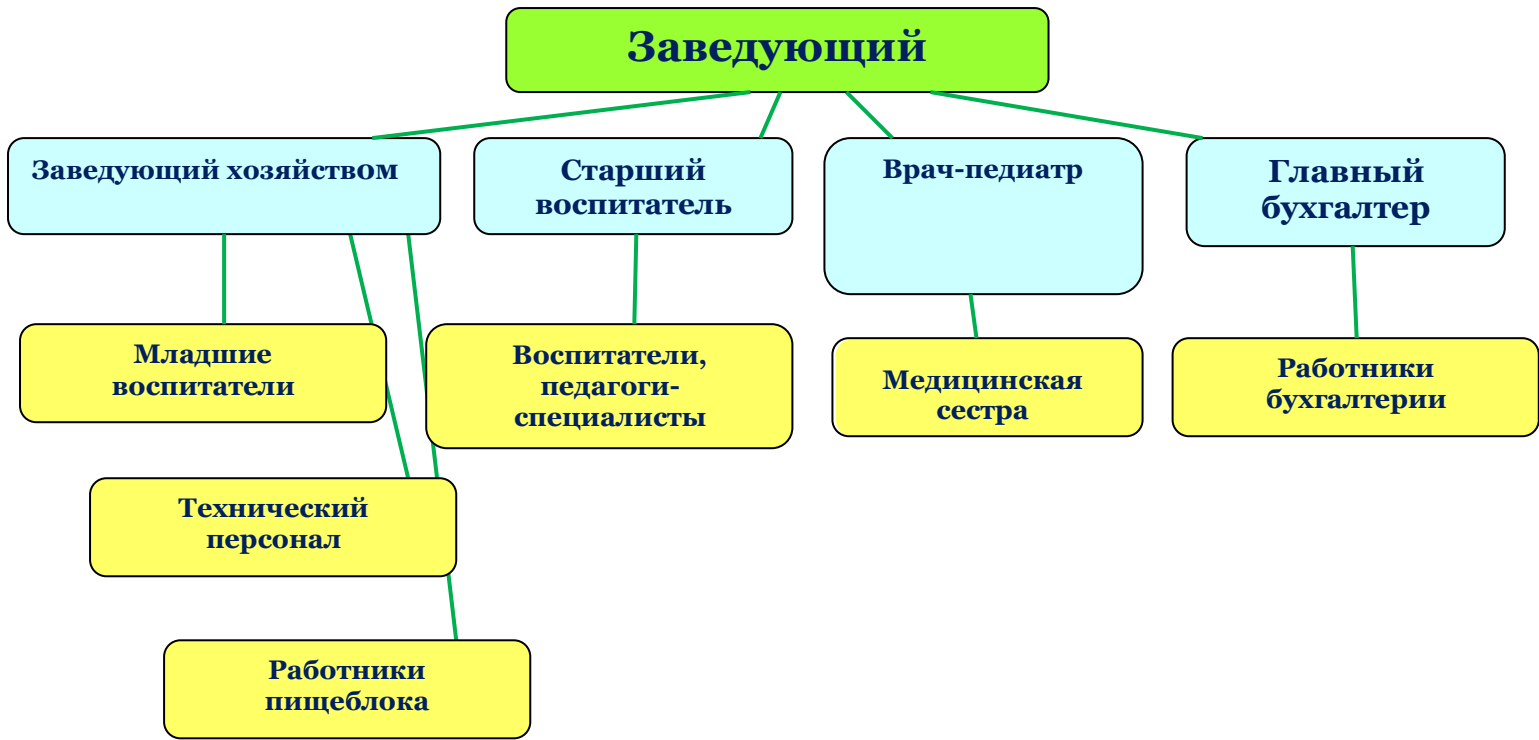 Заведующий
Заведующий хозяйством
Старший
воспитатель
Врач-педиатр
Главный
бухгалтер
Младшие
воспитатели
Воспитатели,
педагоги-
специалисты
Медицинская
сестра
Работники
бухгалтерии
Технический
персонал
Работники
пищеблока